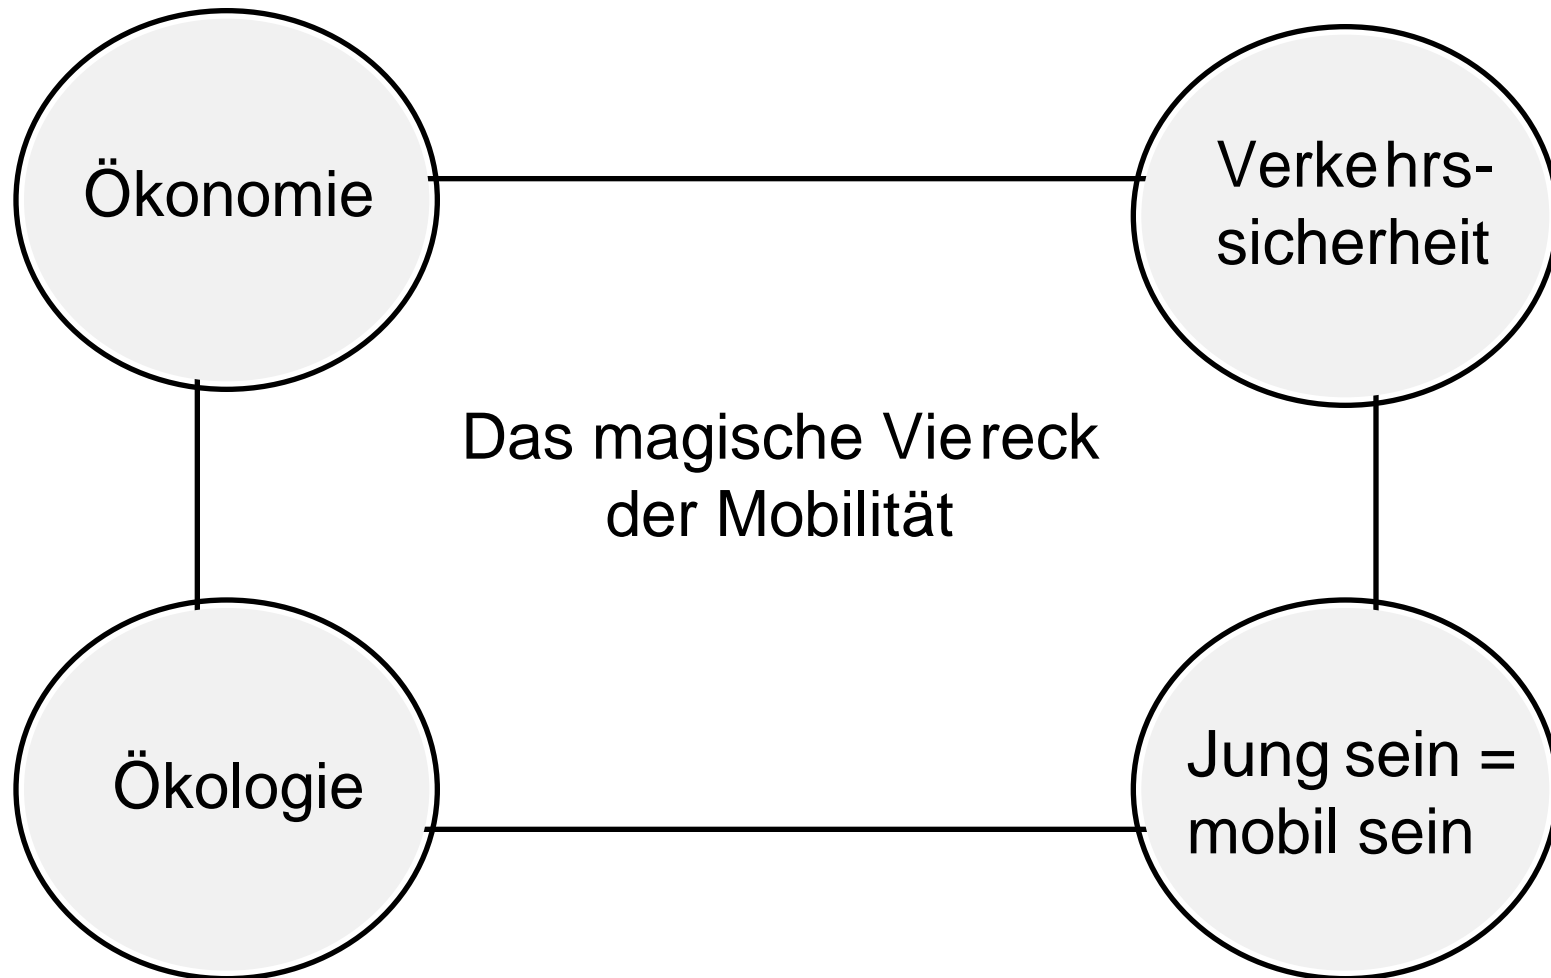 Ökonomie
Verkehrs-
sicherheit
Das magische Viereck
der Mobilität
Ökologie
Jung sein =
mobil sein